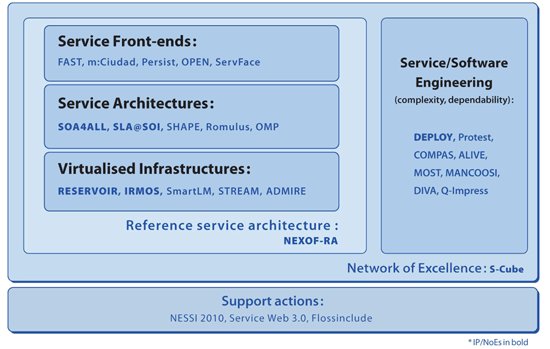 Service Front-ends:
FAST, m:Ciudad, Persist, OPEN, ServFace
Service Architectures:
SOA4ALL, SLA@SOI, SHAPE, Romulus, OMP
Virtualised Infrastructures:
RESERVOIR, IRMOS, SmartLM, STREAM, ADMIRE
Reference service architecture :
NEXOF-RA
Service/Software
Engineering
(complexity, dependability):
DEPLOY, Protest,
COMPAS, ALIVE,
MOST, MANCOOSI,
DIVA, Q-Impress
Network of Excellence: S-Cube
Support actions:
NESSI 2010, Service Web 3.0, Flossinclude
* IP/NoEs in bold